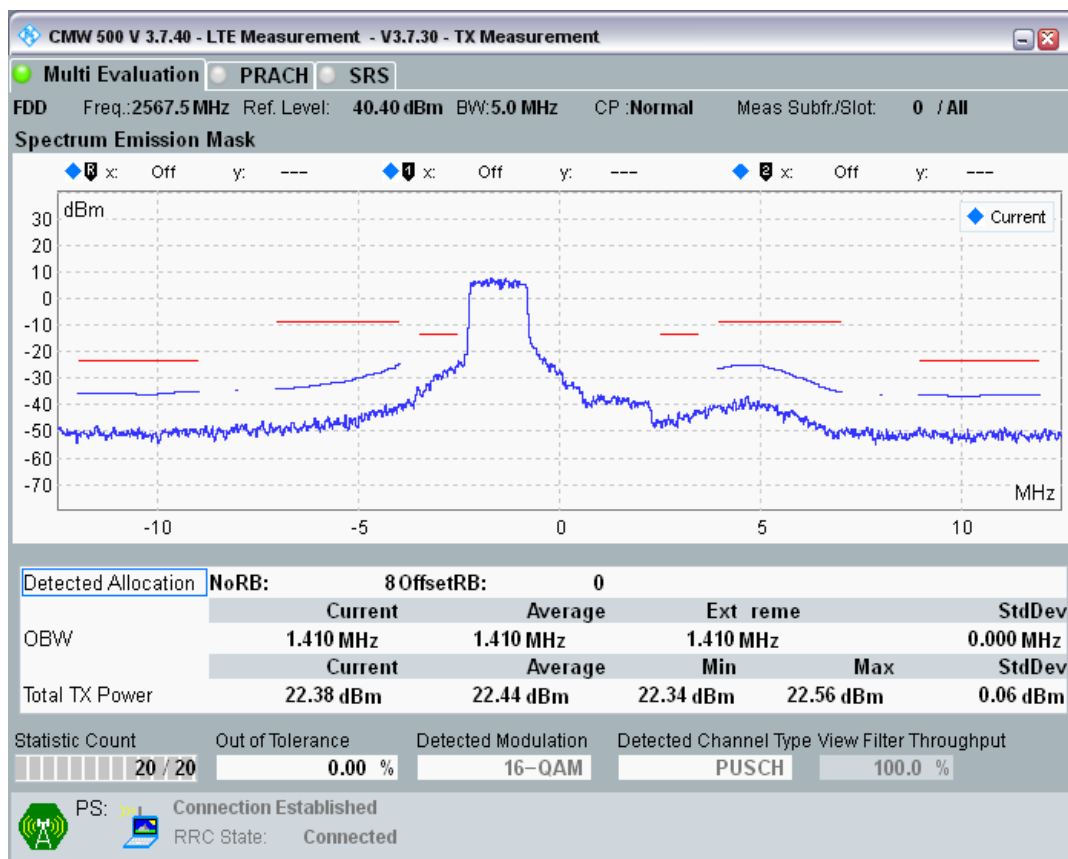 CMW 500 V 3.7.40 - LTE Measurement - V3.7.30 - TX Measurement
Multi Evaluation PRACH SRS
FDD Freg.:2567.5 MHz Ref. Level: 40.40 dBm BW:5.0 MHz CP :Normal Meas Subfr./Slot: 0 / All
Spectrum Emission Mask
R x: Off y: --- 1 x: Off y: --- 2 x: Off y: ---
dBm
Current
30
20
10
0
-10
-20
-30
-40
-50
-60
-70
MHz
-10 -5 0 5 10
Detected Allocation NoRB: 8 OffsetRB: 0
Current Average Ext reme StdDev
OBW 1.410 MHz 1.410 MHz 1.410 MHz 0.000 MHz
Current Average Min Max StdDev
Total TX Power 22.38 dBm 22.44 dBm 22.34 dBm 22.56 dBm 0.06 dBm
Statistic Count Out of Tolerance Detected Modulation Detected Channel Type View Filter Throughput
20 / 20 0.00 % 16-QAM PUSCH 100.0 %
PS: Connection Established
RRC State: Connected